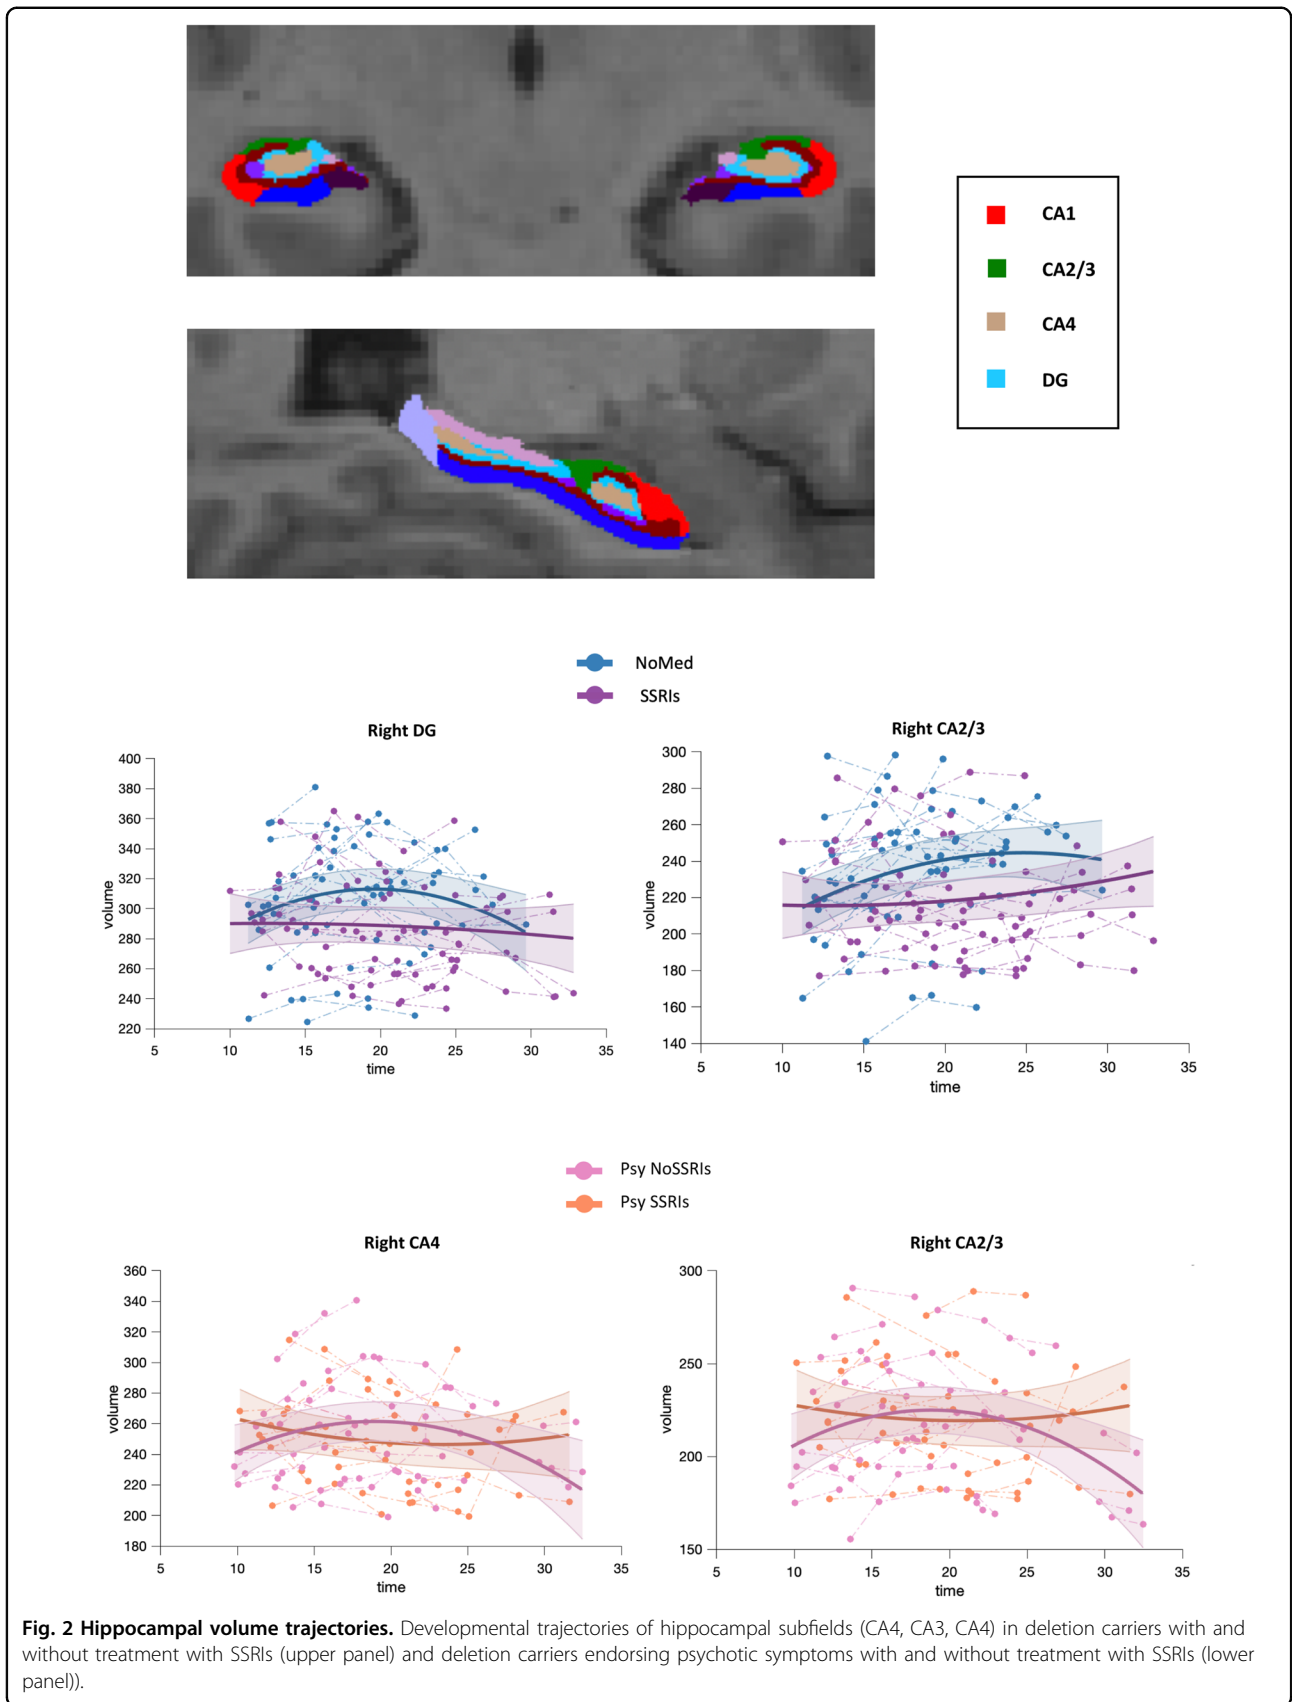 CA1
CA2/3
CA4
DG
NoMed
SSRIs
Right DG
400
380
360
340
320
300
280
260
240
220
volume
5 10 15 20 25 30 35
time
Right CA2/3
300
280
260
240
220
200
180
160
140
volume
5 10 15 20 25 30 35
time
Psy NoSSRIs
Psy SSRIs
Right CA4
360
340
320
300
280
260
240
220
200
180
volume
5 10 15 20 25 30 35
time
Right CA2/3
300
250
200
150
volume
5 10 15 20 25 30 35
time
Fig. 2 Hippocampal volume trajectories. Developmental trajectories of hippocampal subfields (CA4, CA3, CA4) in deletion carriers with and
without treatment with SSRIs (upper panel) and deletion carriers endorsing psychotic symptoms with and without treatment with SSRIs (lower
panel)).